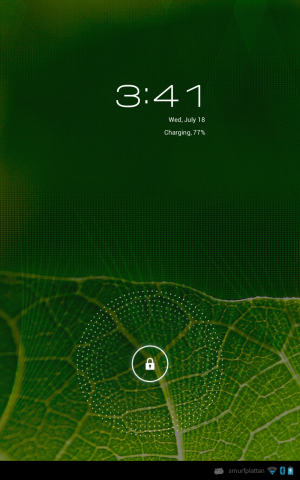 3:41
Wed, July 18
Charging, 77%
smurfplattan